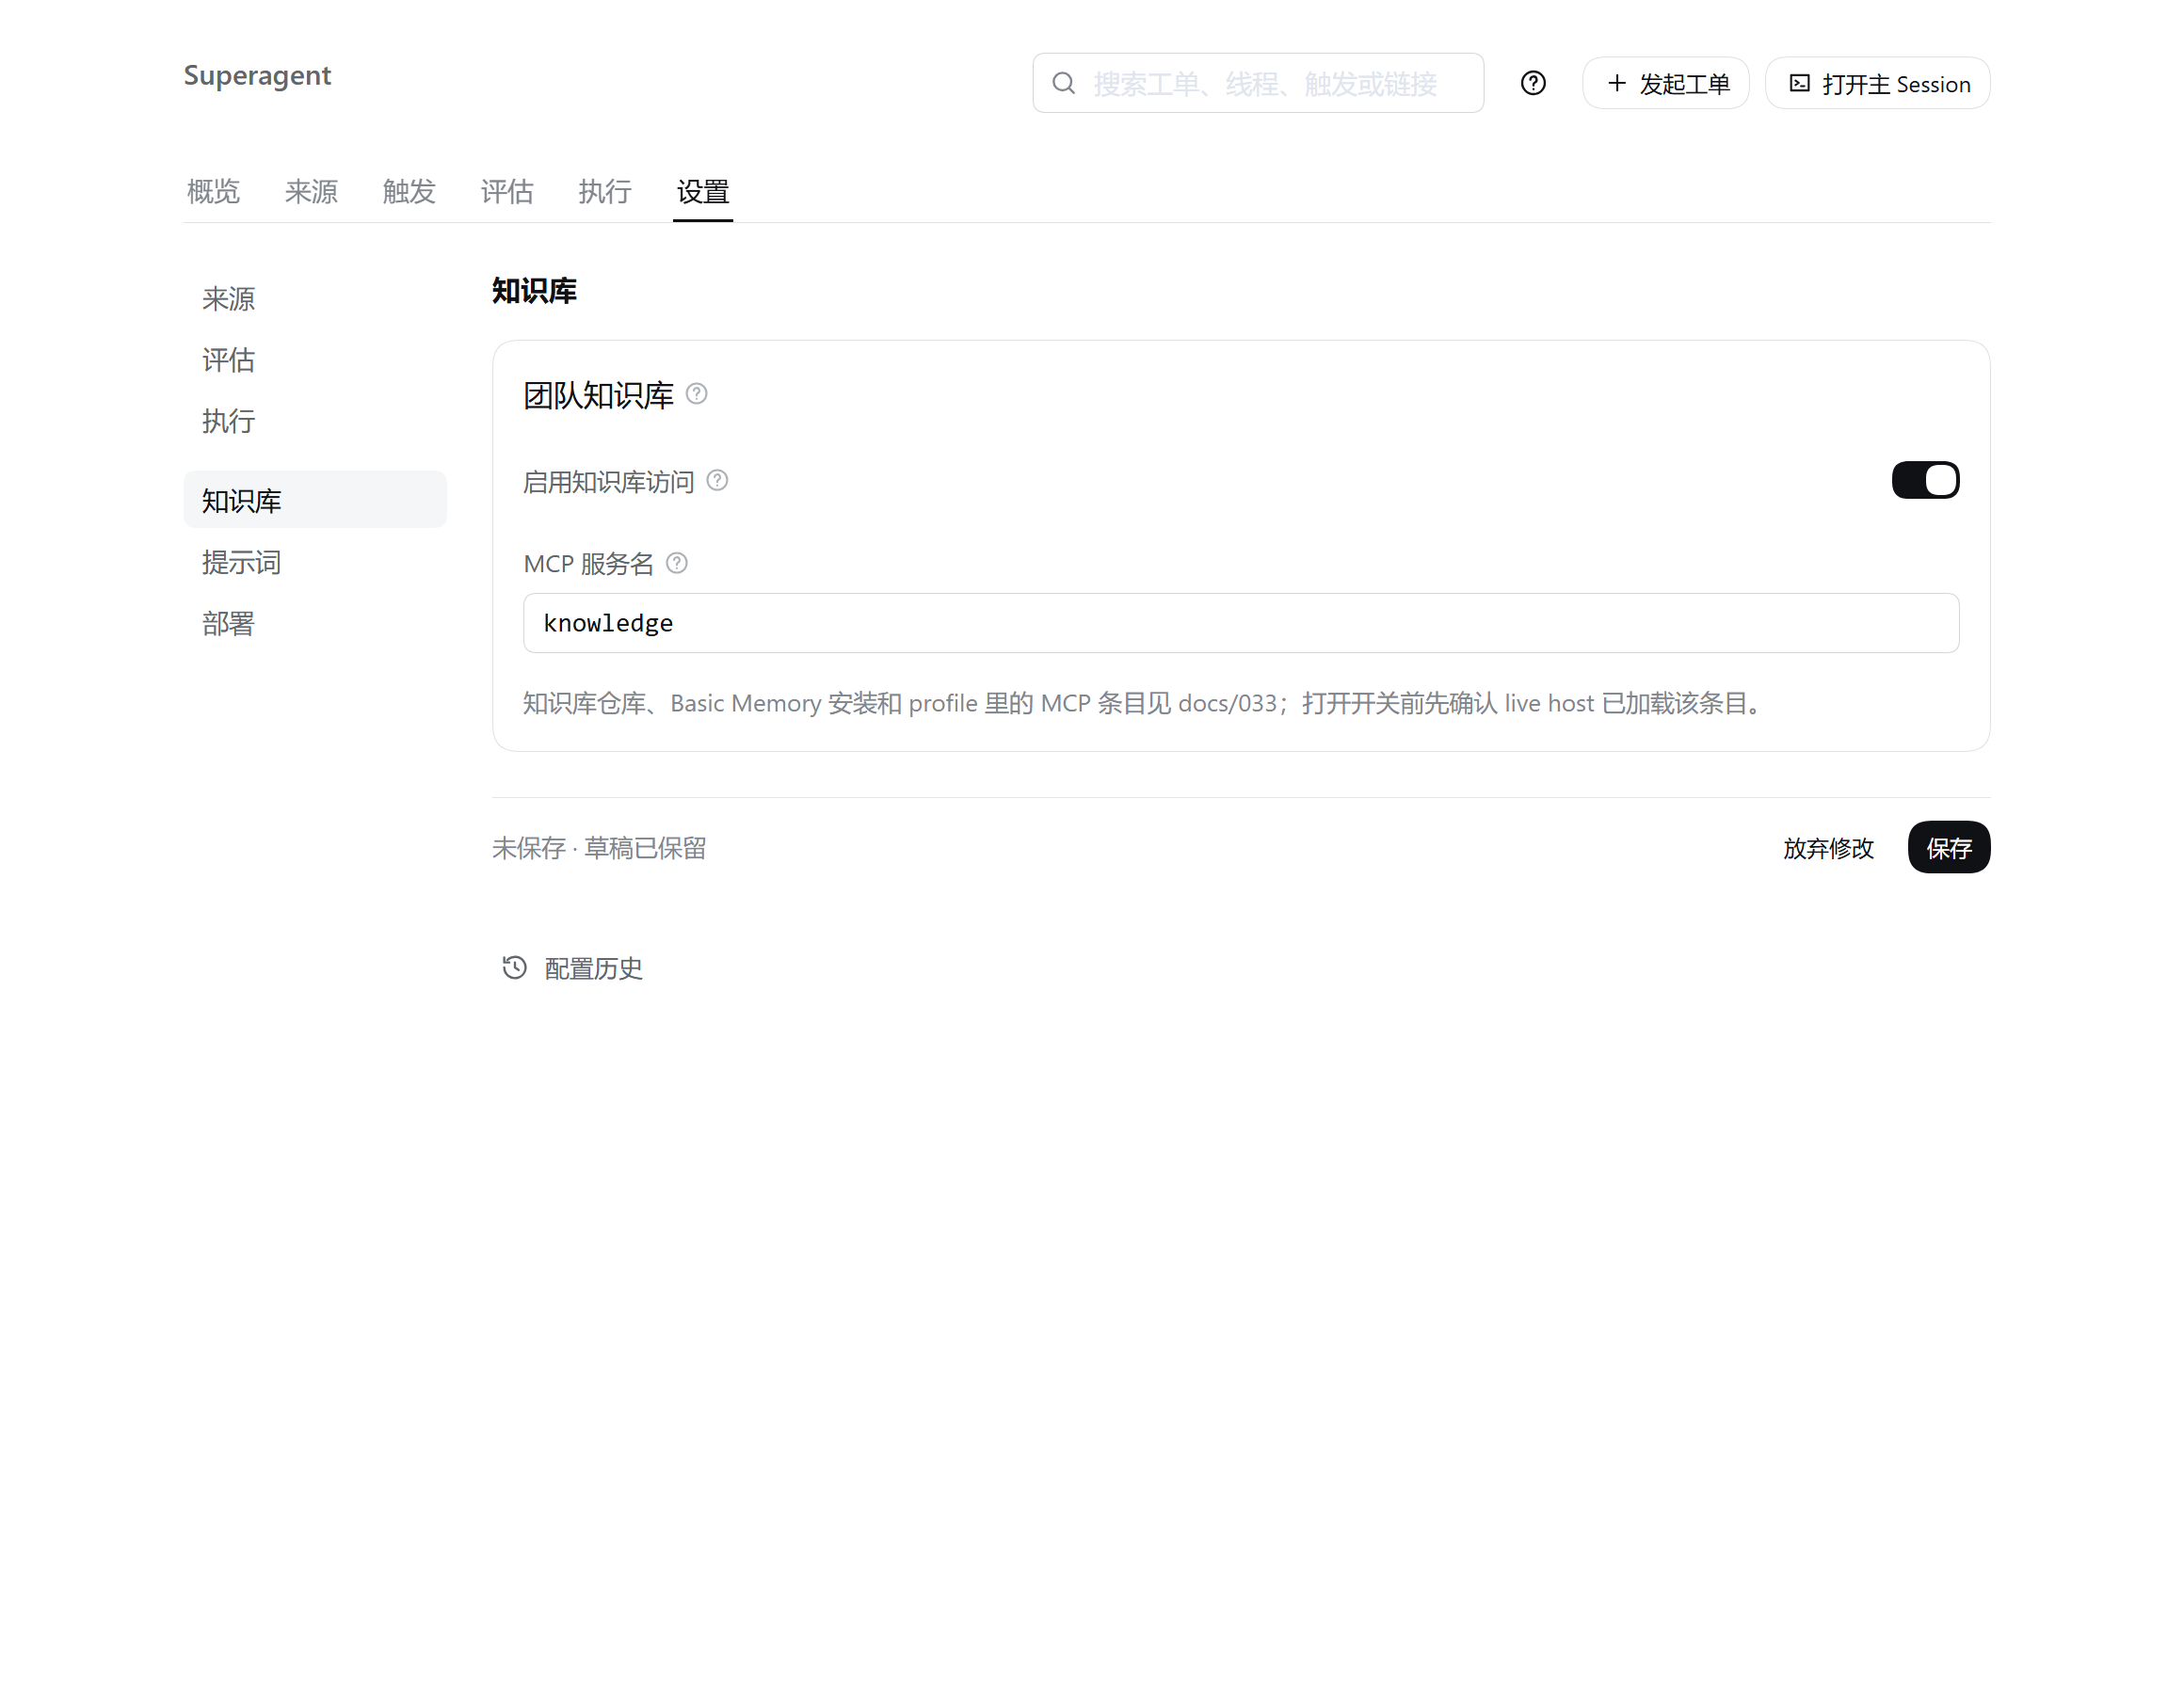 Superagent
搜索工单、线程、触发或链接
发起工单
打开主 Session
概览 来源 触发 评估 执行 设置
来源
评估
执行
知识库
提示词
部署
知识库
团队知识库
启用知识库访问
MCP 服务名
knowledge
知识库仓库、Basic Memory 安装和 profile 里的 MCP 条目见 docs/033；打开开关前先确认 live host 已加载该条目。
未保存 · 草稿已保留
放弃修改
保存
配置历史